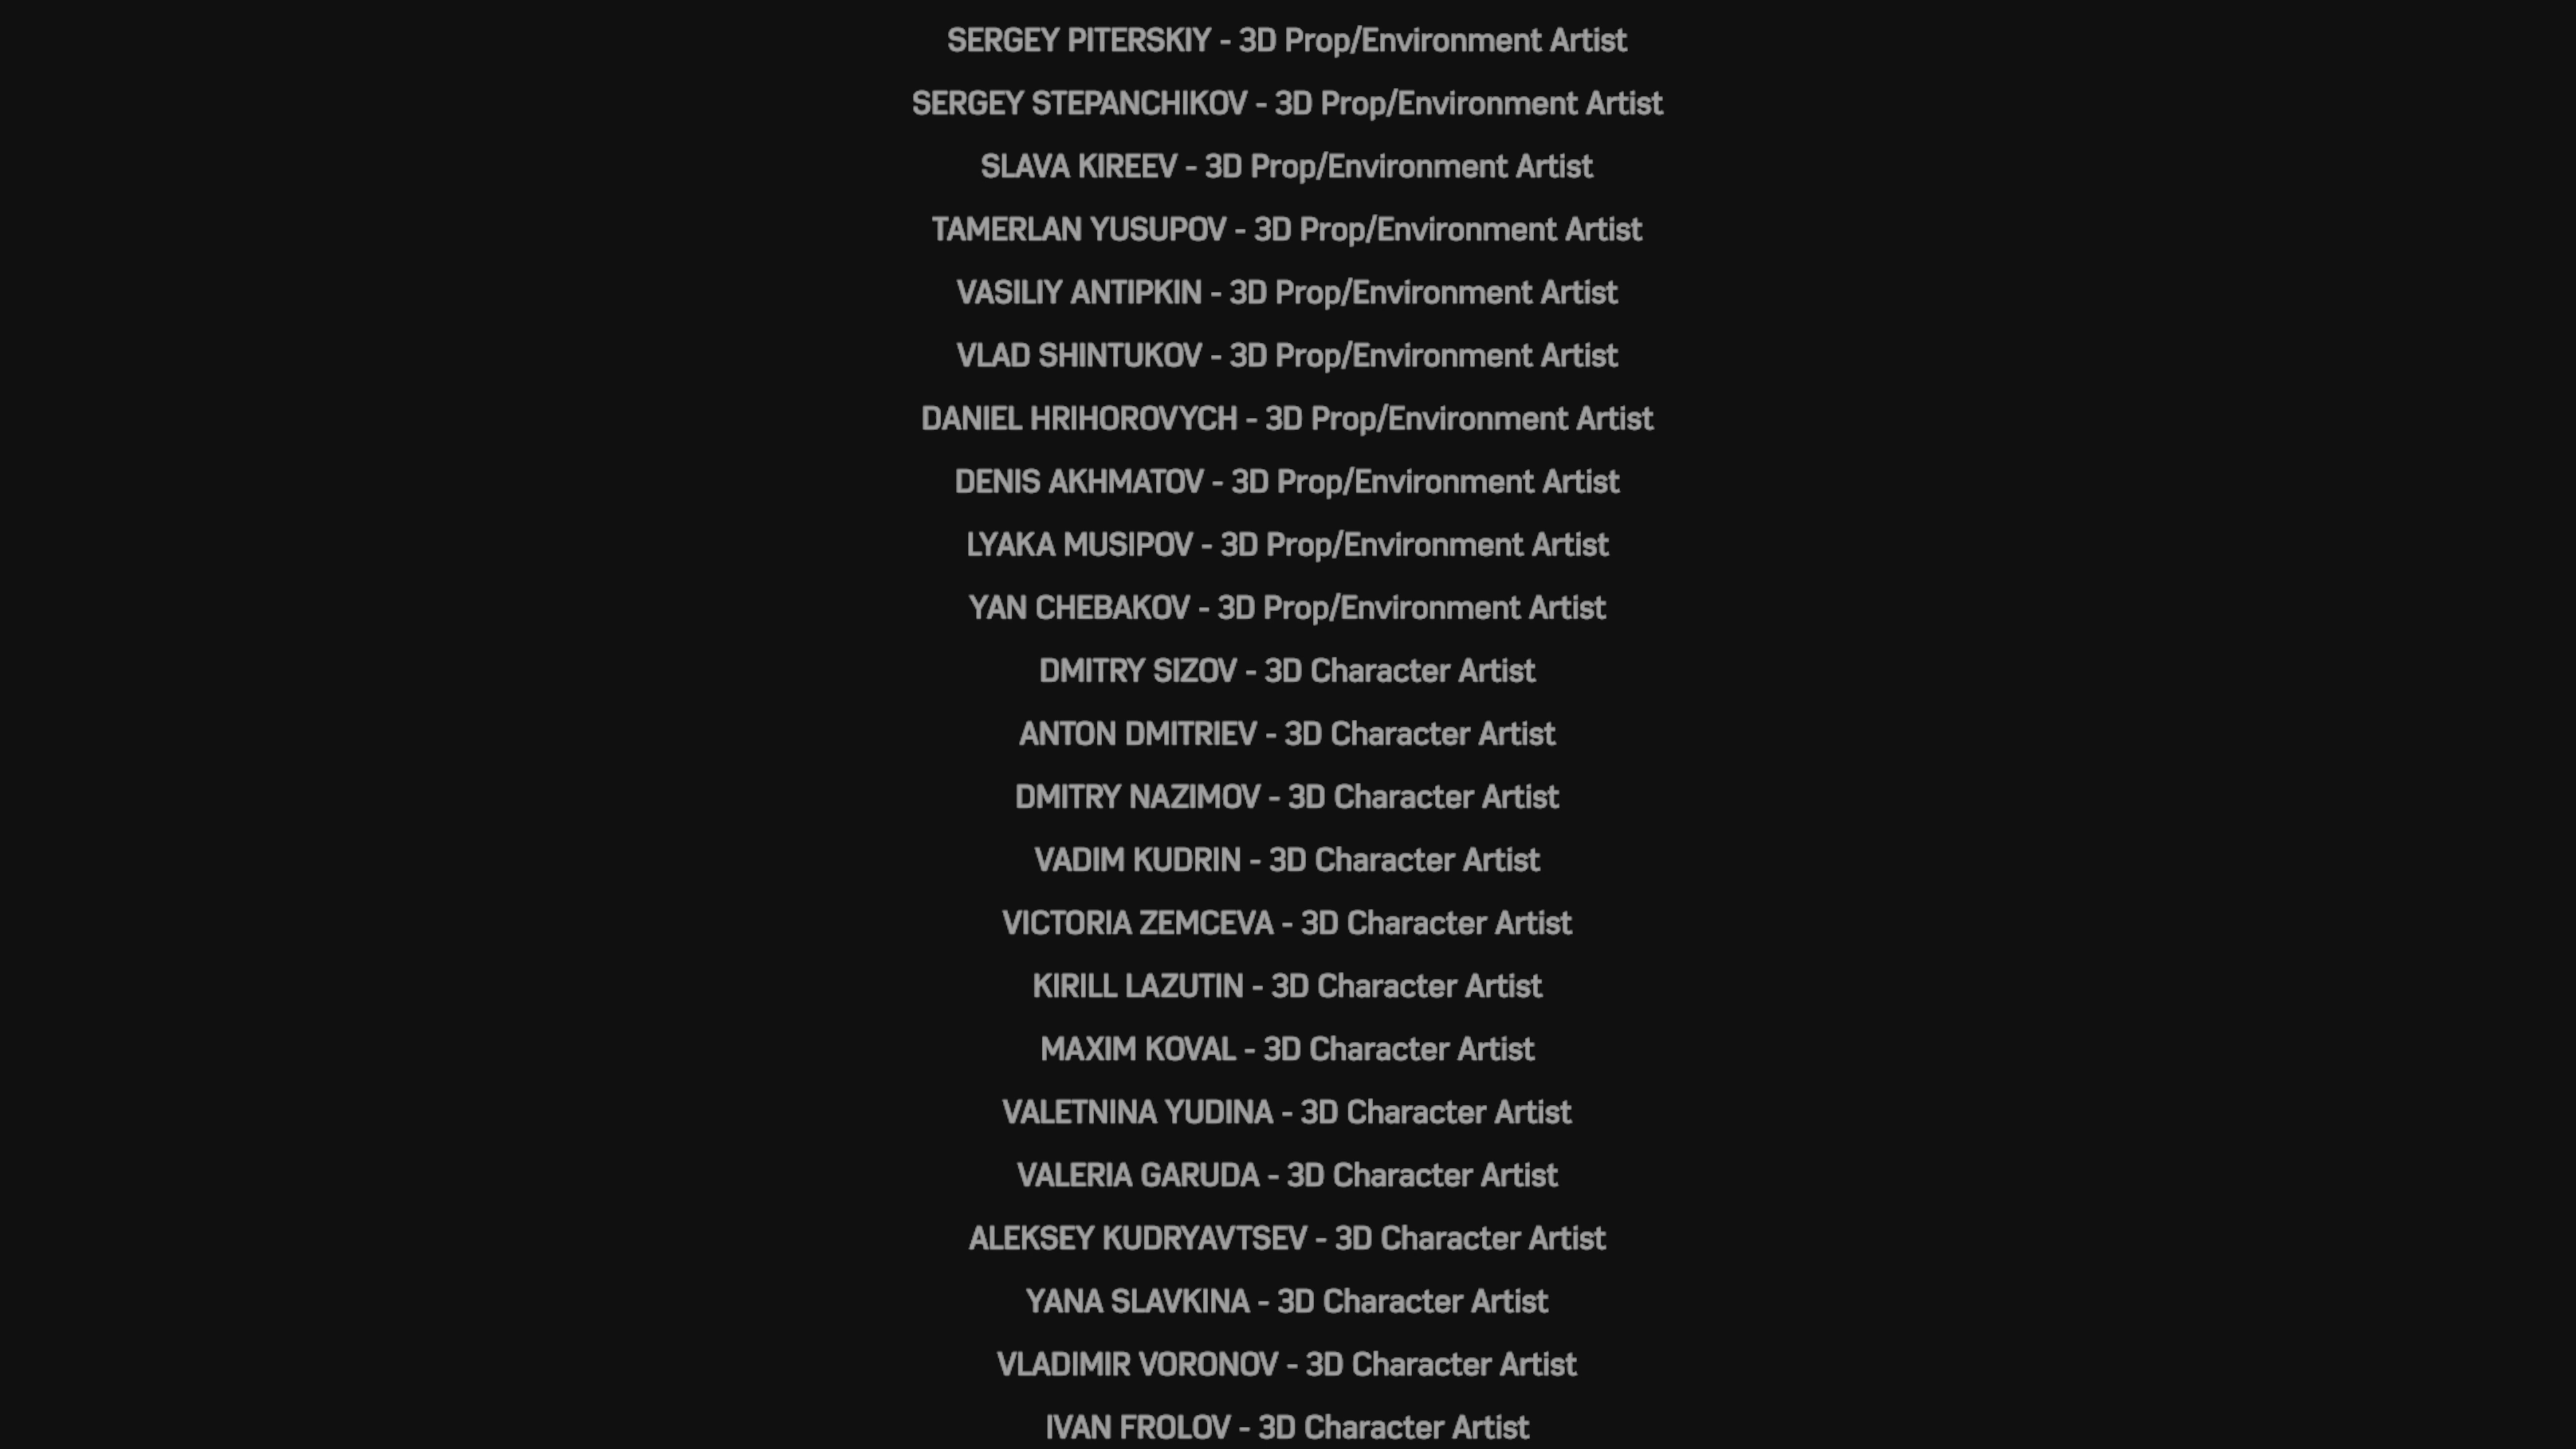 SERGEY PITERSKIY - 3D Prop/Environment Artist
SERGEY STEPANCHIKOV - 3D Prop/Environment Artist
SLAVA KIREEV - 3D Prop/Environment Artist
TAMERLAN YUSUPOV - 3D Prop/Environment Artist
VASILIY ANTIPKIN - 3D Prop/Environment Artist
VLAD SHINTUKOV - 3D Prop/Environment Artist
DANIEL HRIHOROVYCH - 3D Prop/Environment Artist
DENIS AKHMATOV - 3D Prop/Environment Artist
LYAKA MUSIPOV - 3D Prop/Environment Artist
YAN CHEBAKOV - 3D Prop/Environment Artist
DMITRY SIZOV - 3D Character Artist
ANTON DMITRIEV - 3D Character Artist
DMITRY NAZIMOV - 3D Character Artist
VADIM KUDRIN - 3D Character Artist
VICTORIA ZEMCEVA - 3D Character Artist
KIRILL LAZUTIN - 3D Character Artist
MAXIM KOVAL - 3D Character Artist
VALETNINA YUDINA - 3D Character Artist
VALERIA GARUDA - 3D Character Artist
ALEKSEY KUDRYAVTSEV - 3D Character Artist
YANA SLAVKINA - 3D Character Artist
VLADIMIR VORONOV - 3D Character Artist
IVAN FROLOV - 3D Character Artist